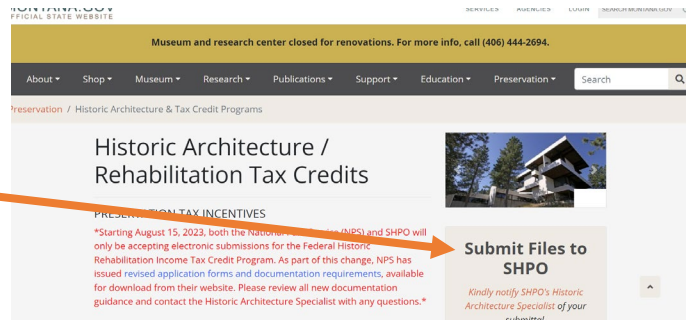 OFFICIAL STATE WEBSITE
SERVICES AGENCIES LOGIN SEARCH MONTANA.GOV
Museum and research center closed for renovations. For more info, call (406) 444-2694.
About Shop Museum Research Publications Support Education Preservation Search
Preservation / Historic Architecture & Tax Credit Programs
Historic Architecture /
Rehabilitation Tax Credits
PRESERVATION TAX INCENTIVES
*Starting August 15, 2023, both the National (NPS) and SHPO will
only be accepting electronic submissions for the Federal Historic
Rehabilitation Income Tax Credit Program. As part of this change, NPS has
issued revised application forms and documentation requirements, available
for download from their website. Please review all new documentation
guidance and contact the Historic Architecture Specialist with any questions.*
Submit Files to
SHPO
Kindly notify SHPO's Historic
Architecture Specialist of your
submittal